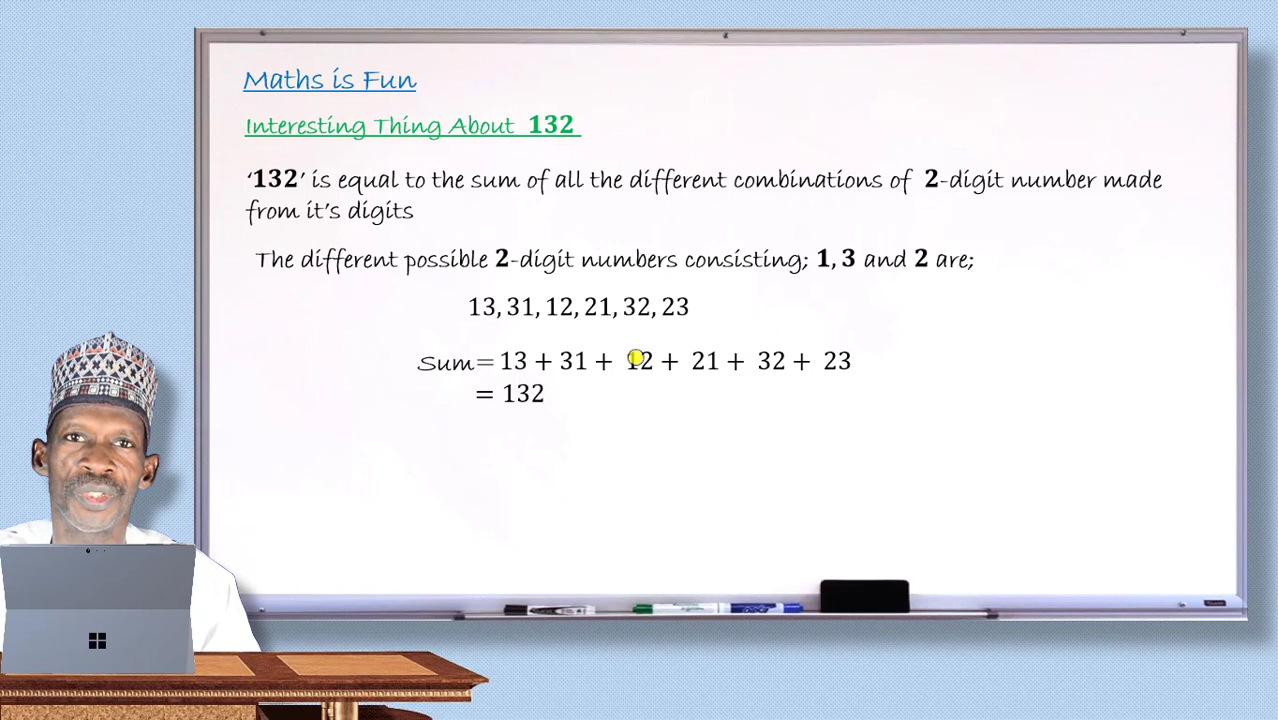 Maths is Fun
Interesting Thing About 132
‘132’ is equal to the sum of all the different combinations of 2-digit number made
from it’s digits
The different possible 2-digit numbers consisting; 1, 3 and 2 are;
13, 31, 12, 21, 32, 23
Sum = 13 + 31 + 12 + 21 + 32 + 23
= 132